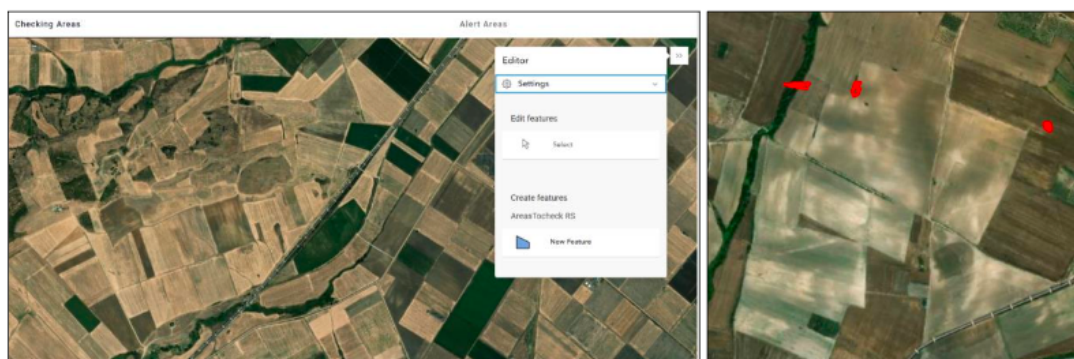 Checking Areas
Alert Areas
Editor
Settings
Edit features
Select
Create features
AreasTocheck RS
New Feature